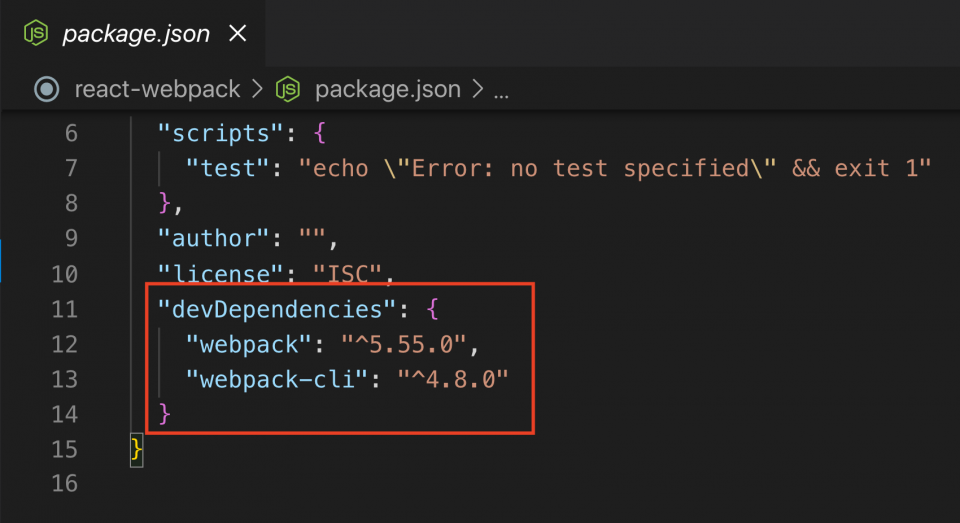 JS package.json ×
react-webpack > JS package.json > ...
6 "scripts": {
7 "test": "echo \"Error: no test specified\" && exit 1"
8 },
9 "author": "",
10 "license": "ISC",
11 "devDependencies": {
12 "webpack": "^5.55.0",
13 "webpack-cli": "^4.8.0"
14 }
15 }
16